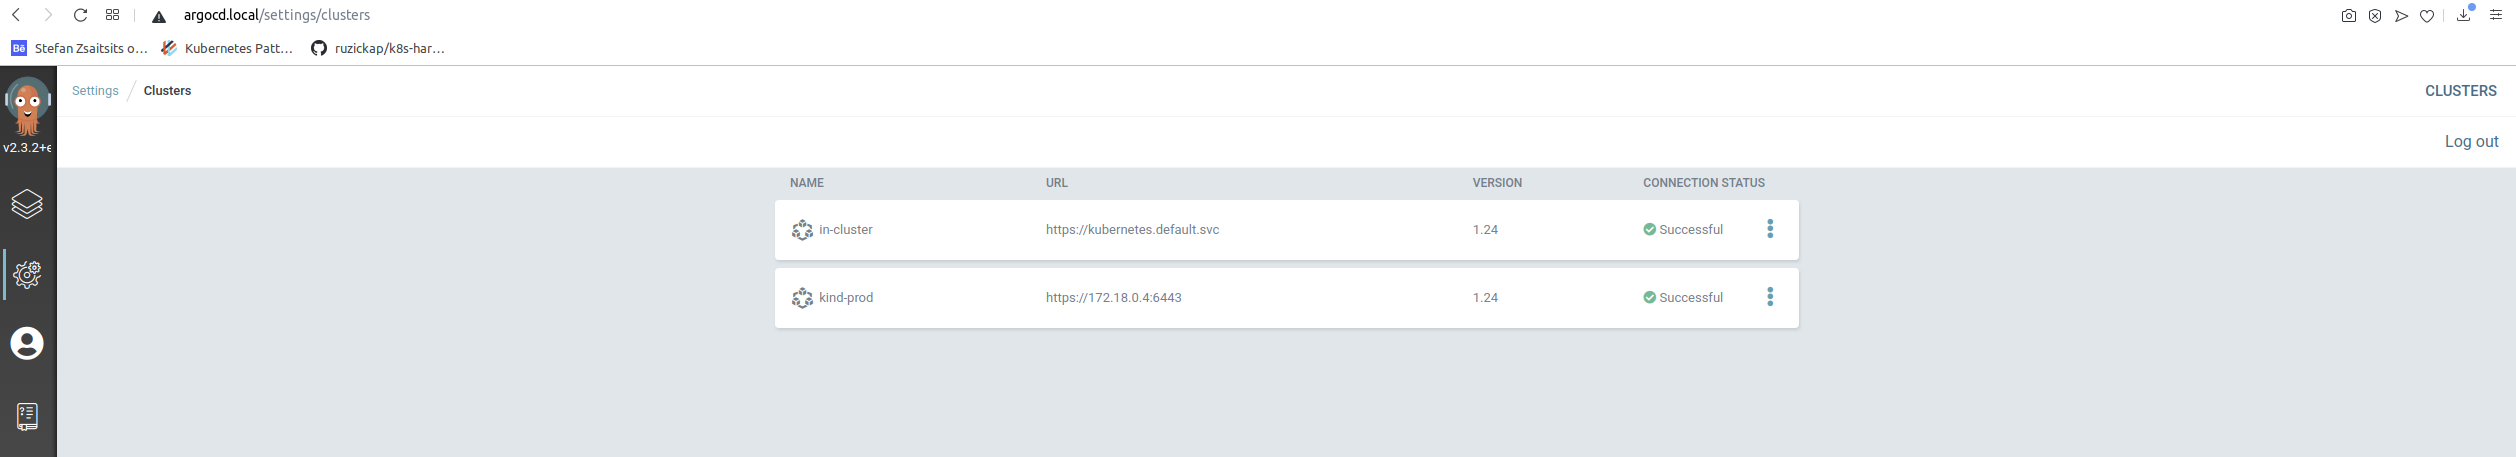 argocd.local/settings/clusters
Bē Stefan Zsaitsits o... Kubernetes Patt... ruzickap/k8s-har...
Settings / Clusters CLUSTERS
v2.3.2+e
Log out
NAME URL VERSION CONNECTION STATUS
in-cluster https://kubernetes.default.svc 1.24 Successful
kind-prod https://172.18.0.4:6443 1.24 Successful